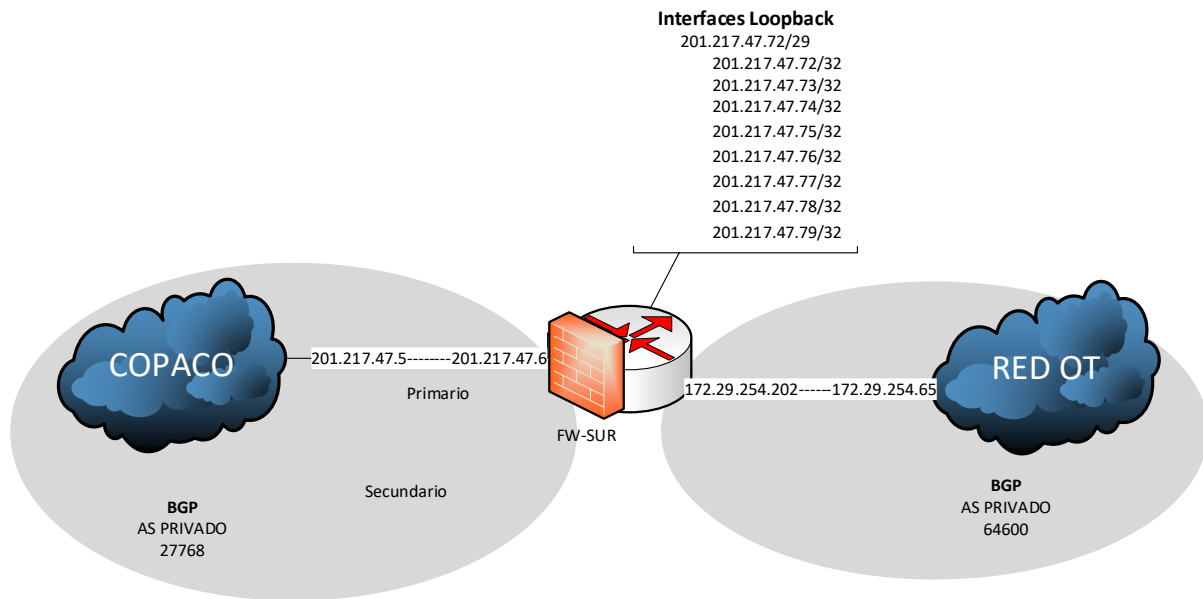 Interfaces Loopback
201.217.47.72/29
201.217.47.72/32
201.217.47.73/32
201.217.47.74/32
201.217.47.75/32
201.217.47.76/32
201.217.47.77/32
201.217.47.78/32
201.217.47.79/32
COPACO
201.217.47.5--------201.217.47.6
Primario
FW-SUR
172.29.254.202------172.29.254.65
RED OT
Secundario
BGP
AS PRIVADO
27768
BGP
AS PRIVADO
64600